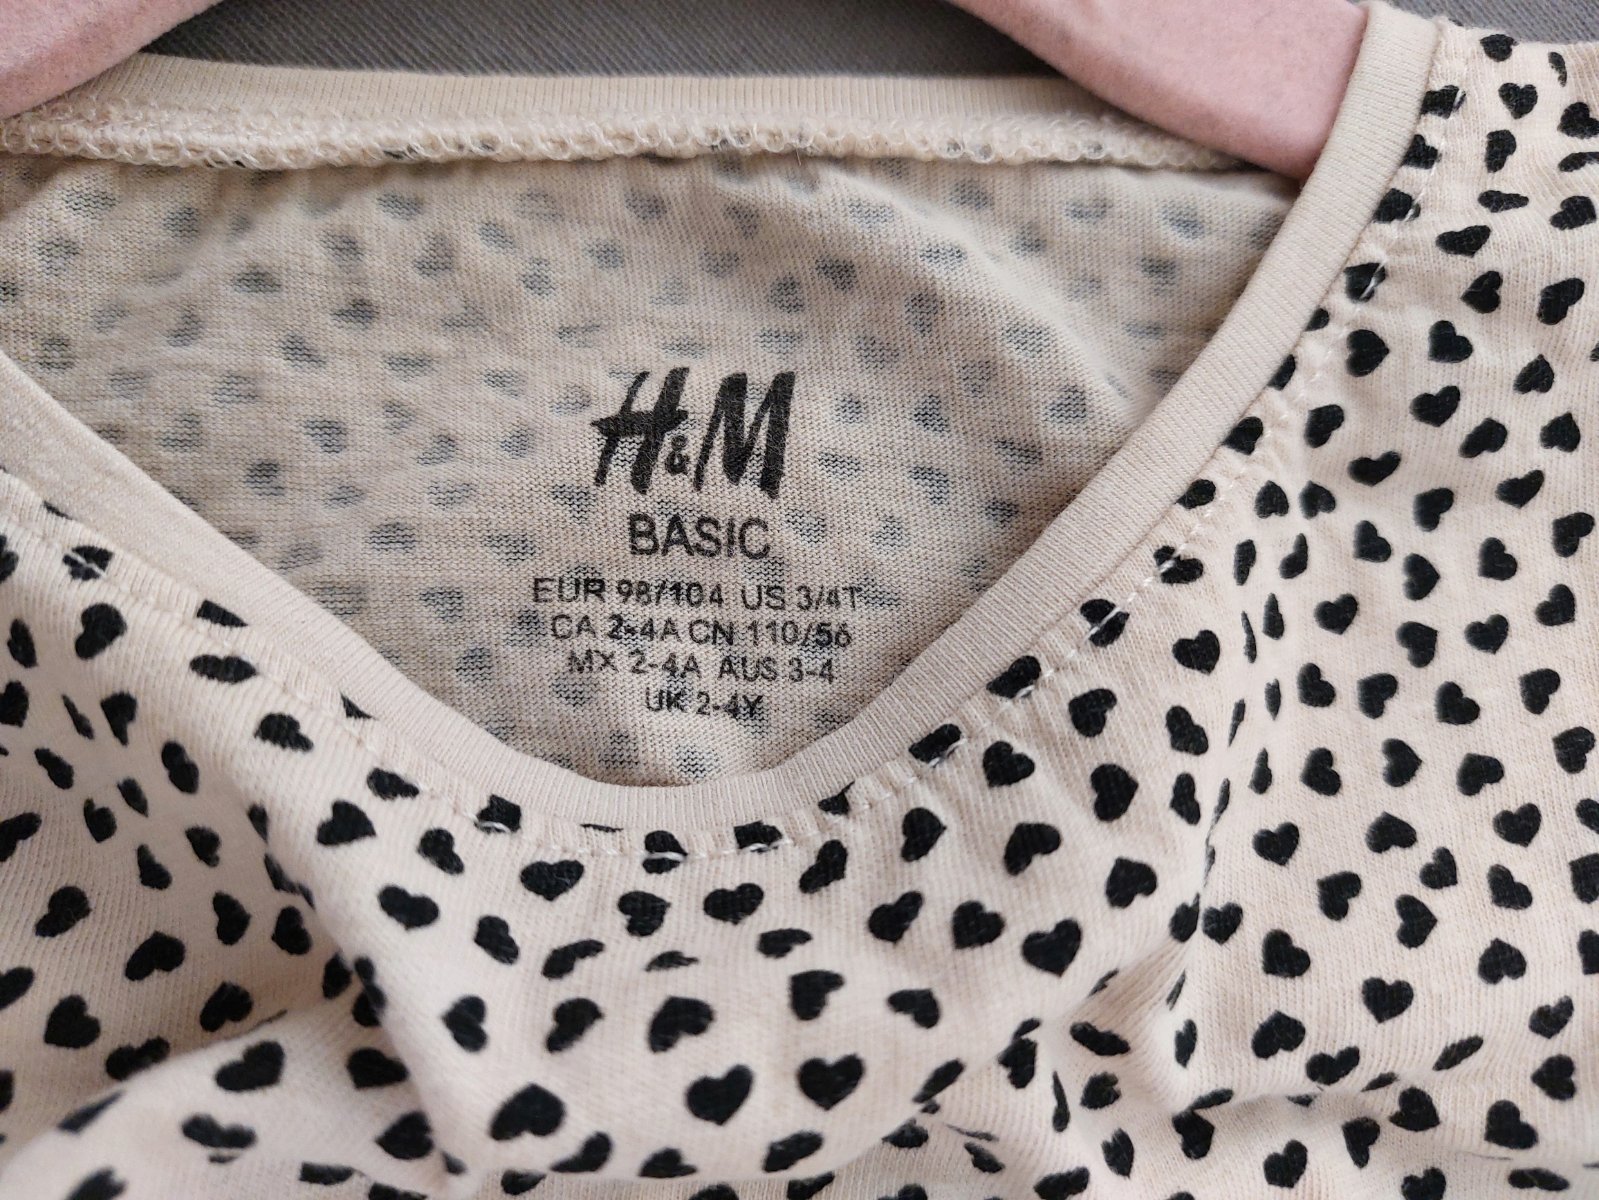 H&M
BASIC
EUR 98/104 US 3/4T
CA 2-4A CN 110/56
MX 2-4A AUS 3-4
UK 2-4Y